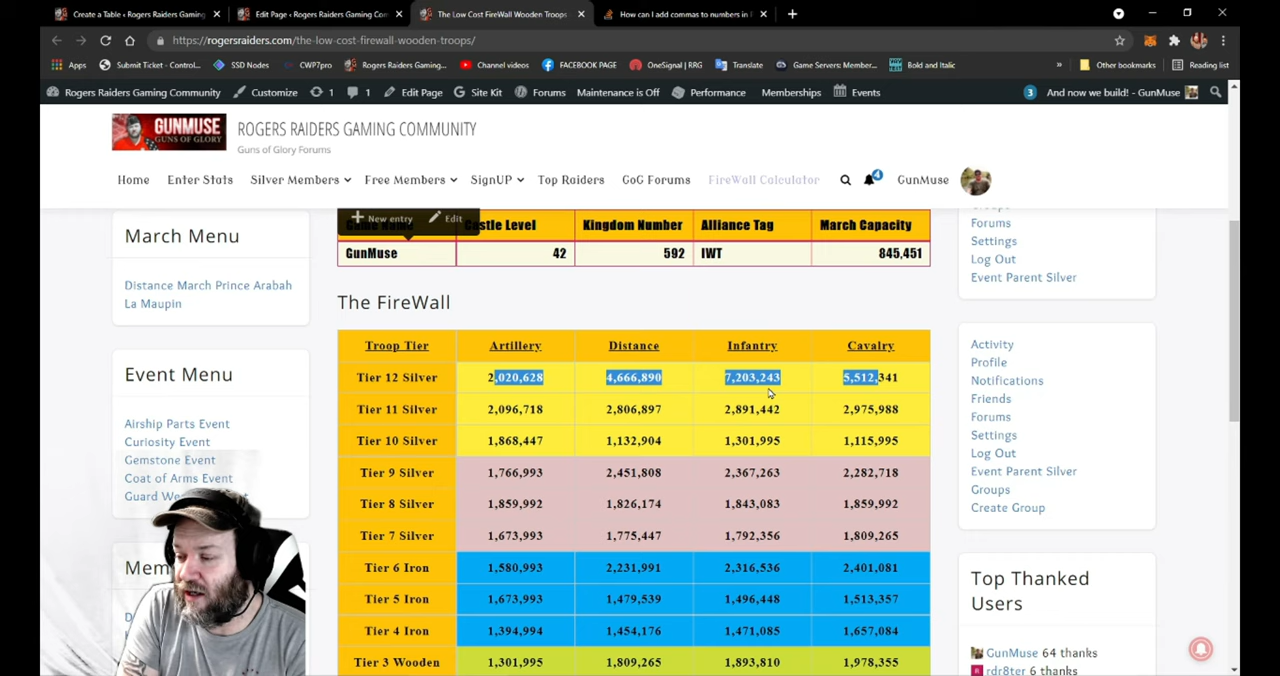 Create a Table ‹ Rogers Raiders Gaming
Edit Page ‹ Rogers Raiders Gaming Con
The Low Cost FireWall Wooden Troops
How can I add commas to numbers in
https://rogersraiders.com/the-low-cost-firewall-wooden-troops/
Apps
Submit Ticket - Control...
SSD Nodes
CWP7pro
Rogers Raiders Gaming...
Channel videos
FACEBOOK PAGE
OneSignal | RRG
Translate
Game Servers: Member...
Bold and Italic
»
Other bookmarks
Reading list
Rogers Raiders Gaming Community
Customize
1
1
Edit Page
Site Kit
Forums
Maintenance is Off
Performance
Memberships
Events
3
And now we build! - GunMuse
GUNMUSE
GUNS OF GLORY
ROGERS RAIDERS GAMING COMMUNITY
Guns of Glory Forums
Home
Enter Stats
Silver Members
Free Members
SignUP
Top Raiders
GoG Forums
FireWall Calculator
4
GunMuse
March Menu
Distance March Prince Arabah
La Maupin
Event Menu
Airship Parts Event
Curiosity Event
Gemstone Event
Coat of Arms Event
New entry
Edit
Castle Level
Kingdom Number
Alliance Tag
March Capacity
GunMuse
42
592
IWT
845,451
The FireWall
Troop Tier Artillery Distance Infantry Cavalry
Tier 12 Silver 2,020,628 4,666,890 7,203,243 5,512,341
Tier 11 Silver 2,096,718 2,806,897 2,891,442 2,975,988
Tier 10 Silver 1,868,447 1,132,904 1,301,995 1,115,995
Tier 9 Silver 1,766,993 2,451,808 2,367,263 2,282,718
Tier 8 Silver 1,859,992 1,826,174 1,843,083 1,859,992
Tier 7 Silver 1,673,993 1,775,447 1,792,356 1,809,265
Tier 6 Iron 1,580,993 2,231,991 2,316,536 2,401,081
Tier 5 Iron 1,673,993 1,479,539 1,496,448 1,513,357
Tier 4 Iron 1,394,994 1,454,176 1,471,085 1,657,084
Tier 3 Wooden 1,301,995 1,809,265 1,893,810 1,978,355
Forums
Settings
Log Out
Event Parent Silver
Activity
Profile
Notifications
Friends
Forums
Settings
Log Out
Event Parent Silver
Groups
Create Group
Top Thanked
Users
GunMuse 64 thanks
rdr8ter 6 thanks